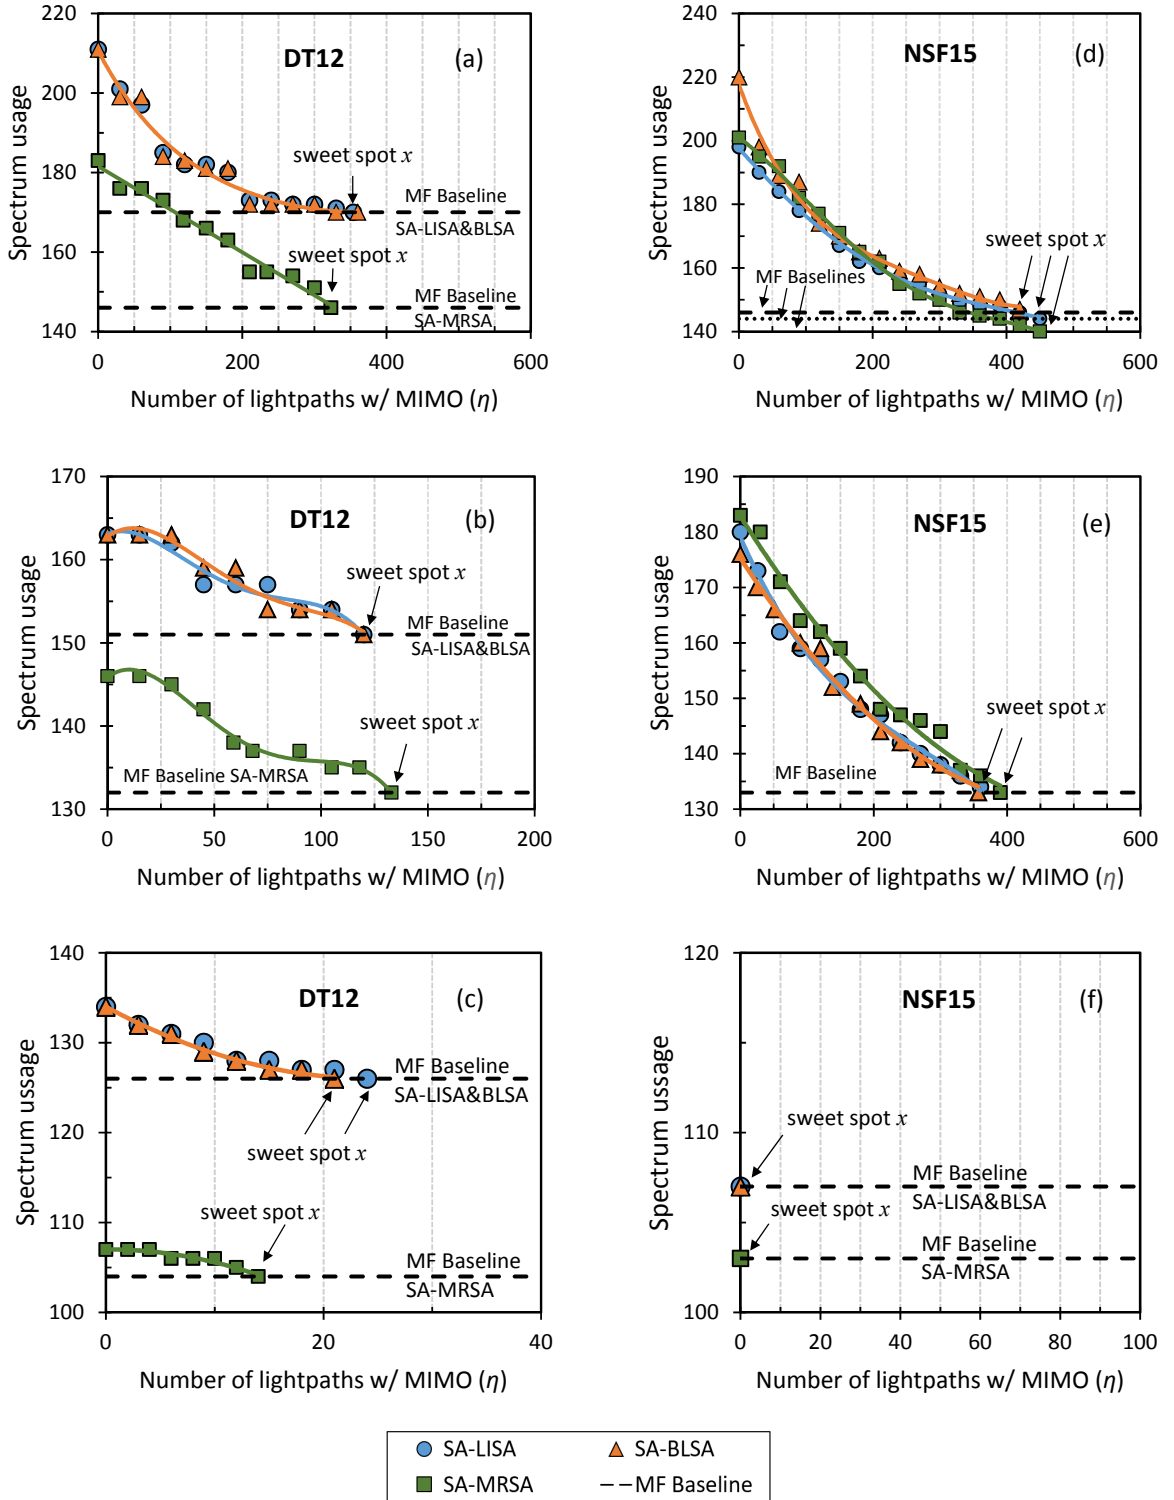 220
210
200
180
160
140
0
200
400
600
Spectrum usage
Number of lightpaths w/ MIMO (η)
DT12
(a)
sweet spot x
MF Baseline
SA-LISA&BLSA
sweet spot x
MF Baseline
SA-MRSA
240
220
200
180
160
140
0
200
400
600
Spectrum usage
Number of lightpaths w/ MIMO (η)
NSF15
(d)
sweet spot x
MF Baselines
170
160
150
140
130
0
50
100
150
200
Spectrum usage
Number of lightpaths w/ MIMO (η)
DT12
(b)
sweet spot x
MF Baseline
SA-LISA&BLSA
sweet spot x
MF Baseline SA-MRSA
190
180
170
160
150
140
130
0
200
400
600
Spectrum usage
Number of lightpaths w/ MIMO (η)
NSF15
(e)
sweet spot x
MF Baseline
140
130
120
110
100
0
20
40
Spectrum ussage
Number of lightpaths w/ MIMO (η)
DT12
(c)
MF Baseline
SA-LISA&BLSA
sweet spot x
sweet spot x
MF Baseline
SA-MRSA
120
110
100
0
20
40
60
80
100
Spectrum usage
Number of lightpaths w/ MIMO (η)
NSF15
(f)
sweet spot x
MF Baseline
SA-LISA&BLSA
sweet spot x
MF Baseline
SA-MRSA
SA-LISA
SA-BLSA
SA-MRSA
MF Baseline